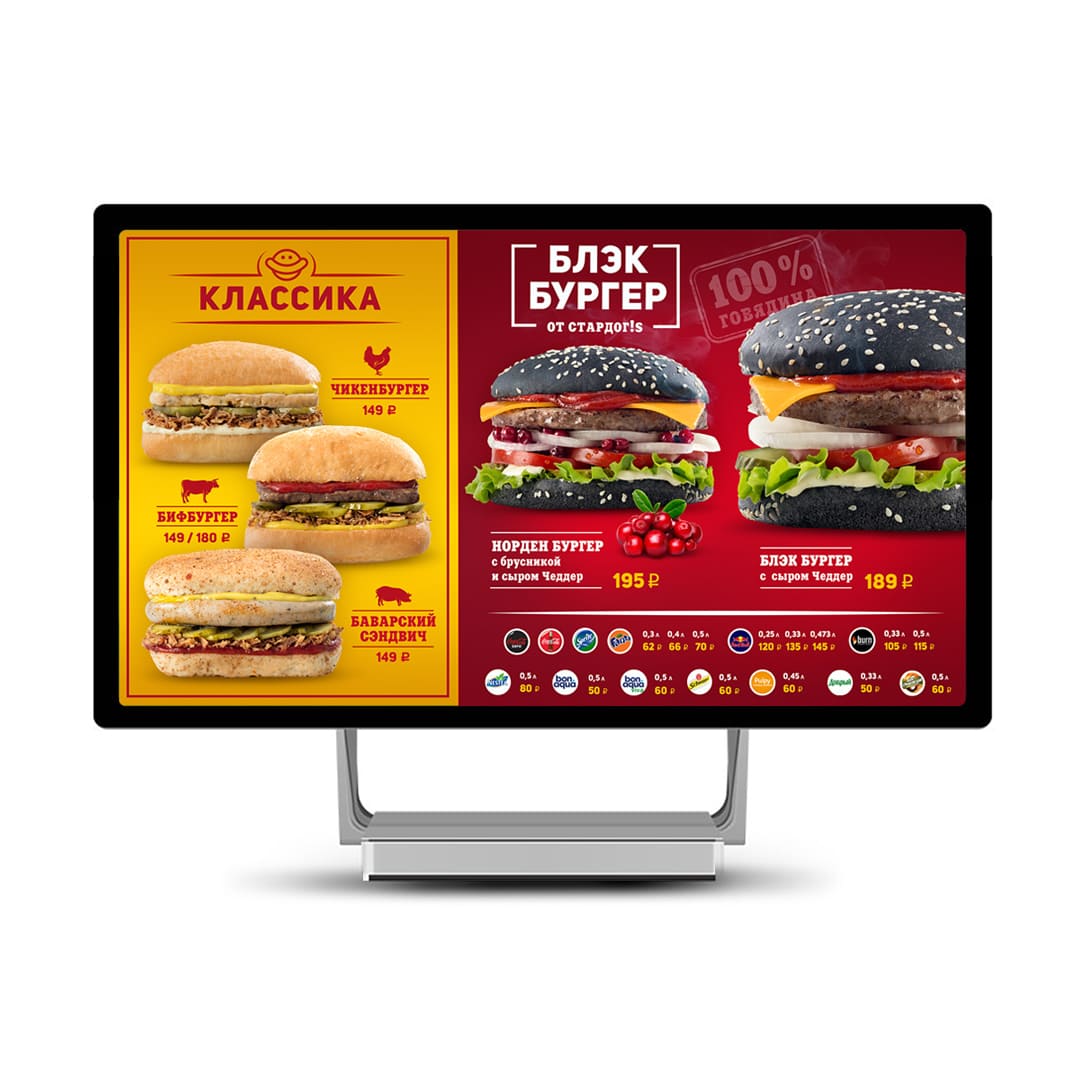 КЛАССИКА
ЧИКЕНБУРГЕР
149 ₽
БИФБУРГЕР
149 / 180 ₽
БАВАРСКИЙ
СЭНДВИЧ
149 ₽
БЛЭК
БУРГЕР
ОТ СТАРДОГ!S
100%
ГОВЯДИНА
НОРДЕН БУРГЕР
с брусникой
и сыром Чеддер
195 ₽
БЛЭК БУРГЕР
с сыром Чеддер
189 ₽
0,3 л 0,4 л 0,5 л
62 ₽ 66 ₽ 70 ₽
0,25 л 0,33 л 0,473 л
120 ₽ 135 ₽ 145 ₽
burn
0,33 л 0,5 л
105 ₽ 115 ₽
0,5 л
80 ₽
bon
aqua
0,5 л
50 ₽
bon
aqua
0,5 л
60 ₽
0,5 л
60 ₽
Pulpy
0,45 л
60 ₽
Добрый
0,33 л
50 ₽
0,5 л
60 ₽